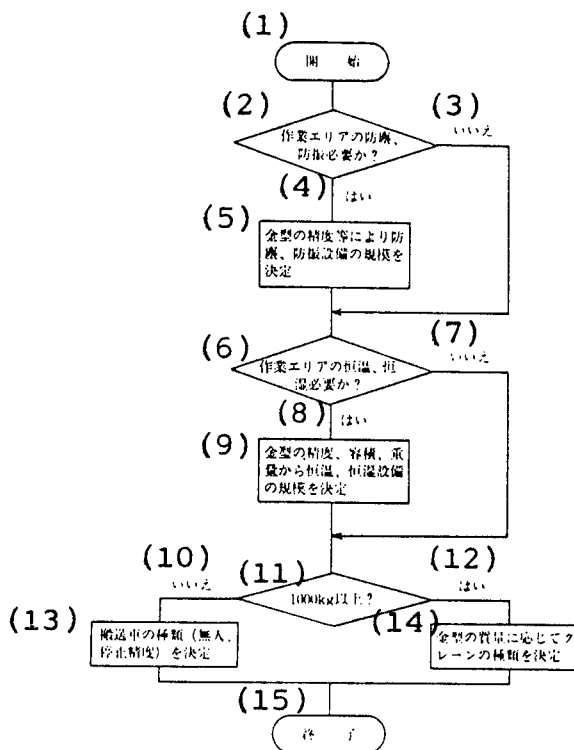 (1)
開 始
(2)
(3)
作業エリアの防塵、
防振必要か？
いいえ
(4)
はい
(5)
金型の精度等により防
塵、防振設備の規模を
決定
(6)
(7)
作業エリアの恒温、恒
湿必要か？
いいえ
(8)
はい
(9)
金型の精度、容積、重
量から恒温、恒湿設備
の規模を決定
(10)
いいえ
(11)
1000kg以上？
(12)
はい
(13)
搬送車の種類（無人、
停止精度）を決定
(14)
金型の質量に応じてク
レーンの種類を決定
(15)
終 了